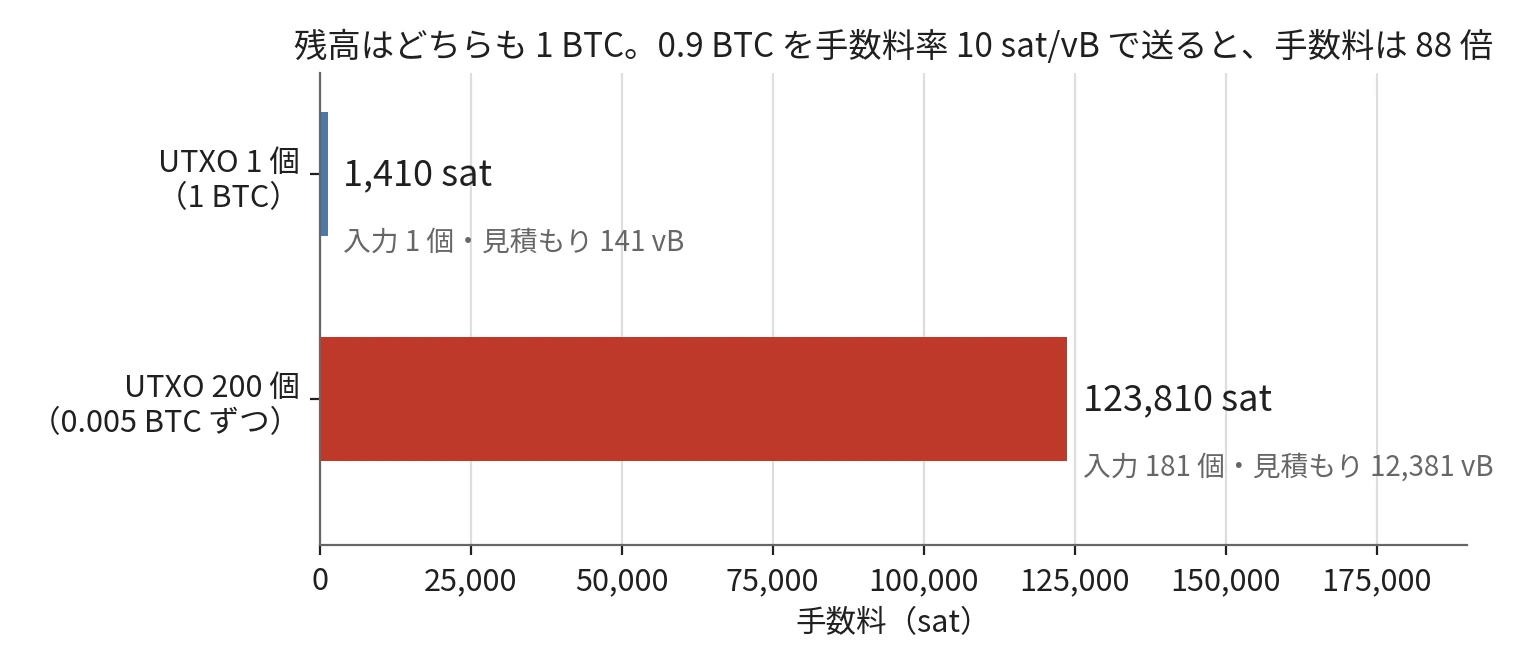 残高はどちらも 1 BTC。0.9 BTC を手数料率 10 sat/vB で送ると、手数料は 88 倍
UTXO 1 個
（1 BTC）
1,410 sat
入力 1 個・見積もり 141 vB
UTXO 200 個
（0.005 BTC ずつ）
123,810 sat
入力 181 個・見積もり 12,381 vB
0 25,000 50,000 75,000 100,000 125,000 150,000 175,000
手数料（sat）